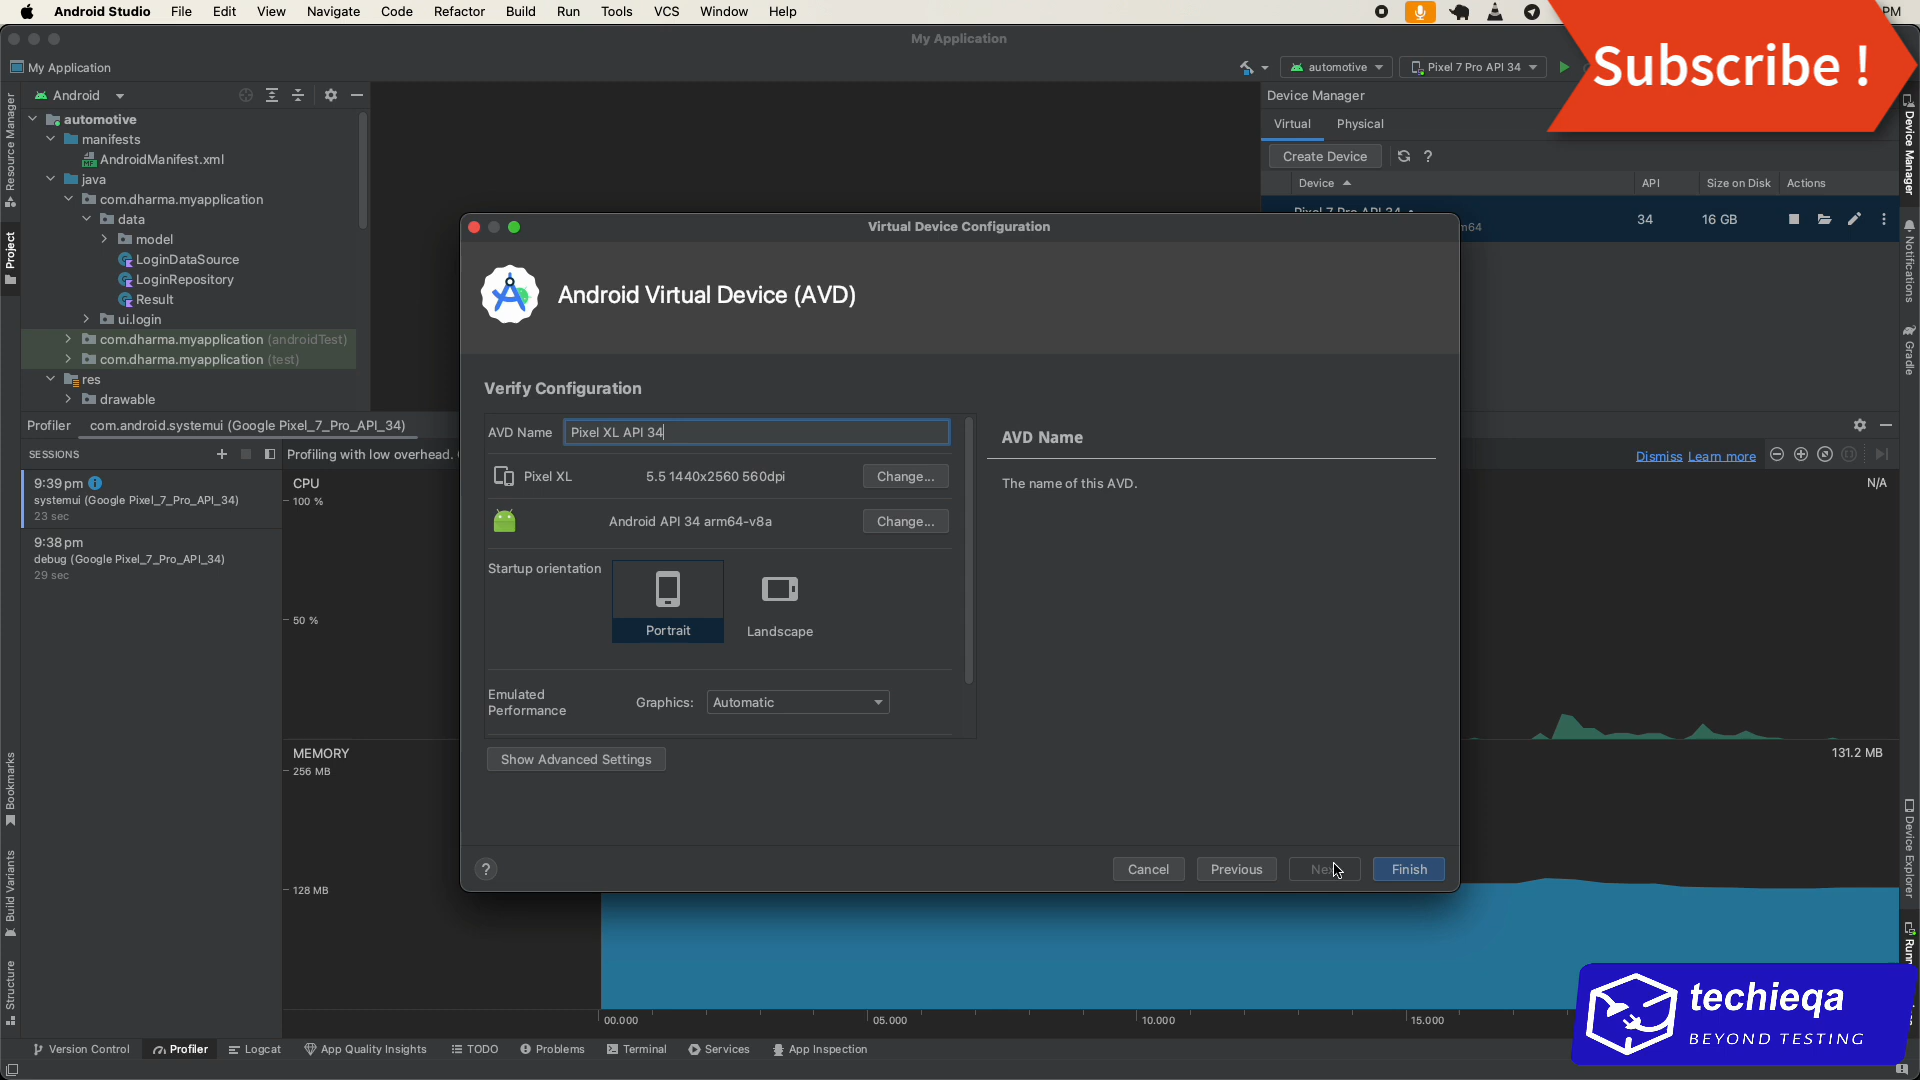 Android Studio File Edit View Navigate Code Refactor Build Run Tools VCS Window Help PM
Subscribe !
My Application
My Application
automotive Pixel 7 Pro API 34
Android
Device Manager
automotive
Virtual Physical
manifests
AndroidManifest.xml
Create Device ?
java
Device API Size on Disk Actions
com.dharma.myapplication
data
34 16 GB
m64
model
LoginDataSource
LoginRepository
Result
ui.login
com.dharma.myapplication (androidTest)
com.dharma.myapplication (test)
res
drawable
Resource Manager
Project
Bookmarks
Build Variants
Structure
Device Manager
Notifications
Gradle
Device Explorer
Virtual Device Configuration
Android Virtual Device (AVD)
Verify Configuration
AVD Name Pixel XL API 34
Pixel XL 5.5 1440x2560 560dpi Change...
Android API 34 arm64-v8a Change...
Startup orientation
Portrait Landscape
Emulated
Performance
Graphics: Automatic
Show Advanced Settings
AVD Name
The name of this AVD.
? Cancel Previous Finish
Profiler com.android.systemui (Google Pixel_7_Pro_API_34)
SESSIONS
Profiling with low overhead.
Dismiss Learn more
9:39 pm
systemui (Google Pixel_7_Pro_API_34)
23 sec
9:38 pm
debug (Google Pixel_7_Pro_API_34)
29 sec
CPU N/A
100 %
50 %
MEMORY 131.2 MB
256 MB
128 MB
00.000 05.000 10.000 15.000
techieqa
BEYOND TESTING
Version Control Profiler Logcat App Quality Insights TODO Problems Terminal Services App Inspection